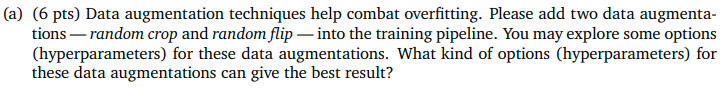 (a) (6 pts) Data augmentation techniques help combat overfitting. Please add two data augmenta-
tions — random crop and random flip — into the training pipeline. You may explore some options
(hyperparameters) for these data augmentations. What kind of options (hyperparameters) for
these data augmentations can give the best result?